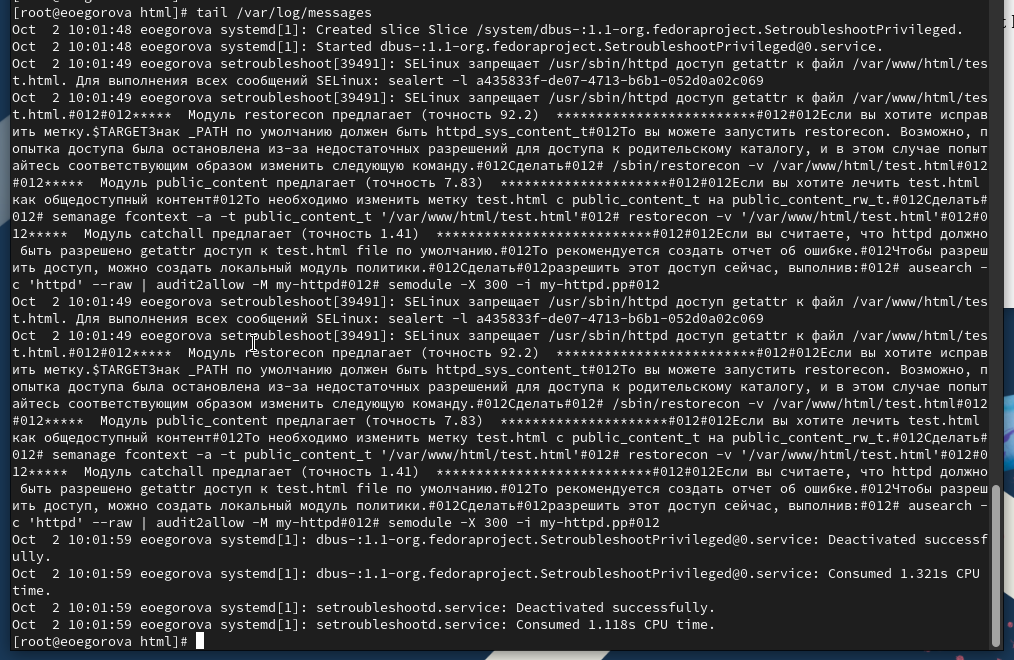 [root@eoegorova html]# tail /var/log/messages
Oct  2 10:01:48 eoegorova systemd[1]: Created slice Slice /system/dbus-:1.1-org.fedoraproject.SetroubleshootPrivileged.
Oct  2 10:01:48 eoegorova systemd[1]: Started dbus-:1.1-org.fedoraproject.SetroubleshootPrivileged@0.service.
Oct  2 10:01:49 eoegorova setroubleshoot[39491]: SELinux запрещает /usr/sbin/httpd доступ getattr к файл /var/www/html/tes
t.html. Для выполнения всех сообщений SELinux: sealert -l a435833f-de07-4713-b6b1-052d0a02c069
Oct  2 10:01:49 eoegorova setroubleshoot[39491]: SELinux запрещает /usr/sbin/httpd доступ getattr к файл /var/www/html/tes
t.html.#012#012*****  Модуль restorecon предлагает (точность 92.2)  *************************#012#012Если вы хотите исправ
ить метку.$TARGETЗнак _PATH по умолчанию должен быть httpd_sys_content_t#012То вы можете запустить restorecon. Возможно, п
опытка доступа была остановлена из-за недостаточных разрешений для доступа к родительскому каталогу, и в этом случае попыт
айтесь соответствующим образом изменить следующую команду.#012Сделать#012# /sbin/restorecon -v /var/www/html/test.html#012
#012*****  Модуль public_content предлагает (точность 7.83)  *********************#012#012Если вы хотите лечить test.html
как общедоступный контент#012То необходимо изменить метку test.html с public_content_t на public_content_rw_t.#012Сделать#
012# semanage fcontext -a -t public_content_t '/var/www/html/test.html'#012# restorecon -v '/var/www/html/test.html'#012#0
12*****  Модуль catchall предлагает (точность 1.41)  ***************************#012#012Если вы считаете, что httpd должно
 быть разрешено getattr доступ к test.html file по умолчанию.#012То рекомендуется создать отчет об ошибке.#012Чтобы разреш
ить доступ, можно создать локальный модуль политики.#012Сделать#012разрешить этот доступ сейчас, выполнив:#012# ausearch -
c 'httpd' --raw | audit2allow -M my-httpd#012# semodule -X 300 -i my-httpd.pp#012
Oct  2 10:01:49 eoegorova setroubleshoot[39491]: SELinux запрещает /usr/sbin/httpd доступ getattr к файл /var/www/html/tes
t.html. Для выполнения всех сообщений SELinux: sealert -l a435833f-de07-4713-b6b1-052d0a02c069
Oct  2 10:01:49 eoegorova setroubleshoot[39491]: SELinux запрещает /usr/sbin/httpd доступ getattr к файл /var/www/html/tes
t.html.#012#012*****  Модуль restorecon предлагает (точность 92.2)  *************************#012#012Если вы хотите исправ
ить метку.$TARGETЗнак _PATH по умолчанию должен быть httpd_sys_content_t#012То вы можете запустить restorecon. Возможно, п
опытка доступа была остановлена из-за недостаточных разрешений для доступа к родительскому каталогу, и в этом случае попыт
айтесь соответствующим образом изменить следующую команду.#012Сделать#012# /sbin/restorecon -v /var/www/html/test.html#012
#012*****  Модуль public_content предлагает (точность 7.83)  *********************#012#012Если вы хотите лечить test.html
как общедоступный контент#012То необходимо изменить метку test.html с public_content_t на public_content_rw_t.#012Сделать#
012# semanage fcontext -a -t public_content_t '/var/www/html/test.html'#012# restorecon -v '/var/www/html/test.html'#012#0
12*****  Модуль catchall предлагает (точность 1.41)  ***************************#012#012Если вы считаете, что httpd должно
 быть разрешено getattr доступ к test.html file по умолчанию.#012То рекомендуется создать отчет об ошибке.#012Чтобы разреш
ить доступ, можно создать локальный модуль политики.#012Сделать#012разрешить этот доступ сейчас, выполнив:#012# ausearch -
c 'httpd' --raw | audit2allow -M my-httpd#012# semodule -X 300 -i my-httpd.pp#012
Oct  2 10:01:59 eoegorova systemd[1]: dbus-:1.1-org.fedoraproject.SetroubleshootPrivileged@0.service: Deactivated successf
ully.
Oct  2 10:01:59 eoegorova systemd[1]: dbus-:1.1-org.fedoraproject.SetroubleshootPrivileged@0.service: Consumed 1.321s CPU
time.
Oct  2 10:01:59 eoegorova systemd[1]: setroubleshootd.service: Deactivated successfully.
Oct  2 10:01:59 eoegorova systemd[1]: setroubleshootd.service: Consumed 1.118s CPU time.
[root@eoegorova html]#